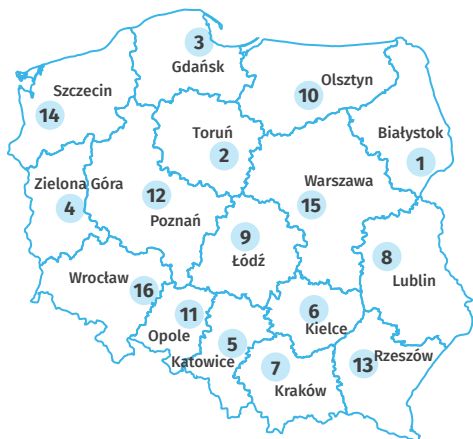 3
Gdańsk
Olsztyn
10
Szczecin
14
Toruń
2
Białystok
1
Zielona Góra
4
12
Poznań
Warszawa
15
9
Łódź
8
Lublin
Wrocław
16
11
Opole
6
Kielce
5
Katowice
7
Kraków
Rzeszów
13